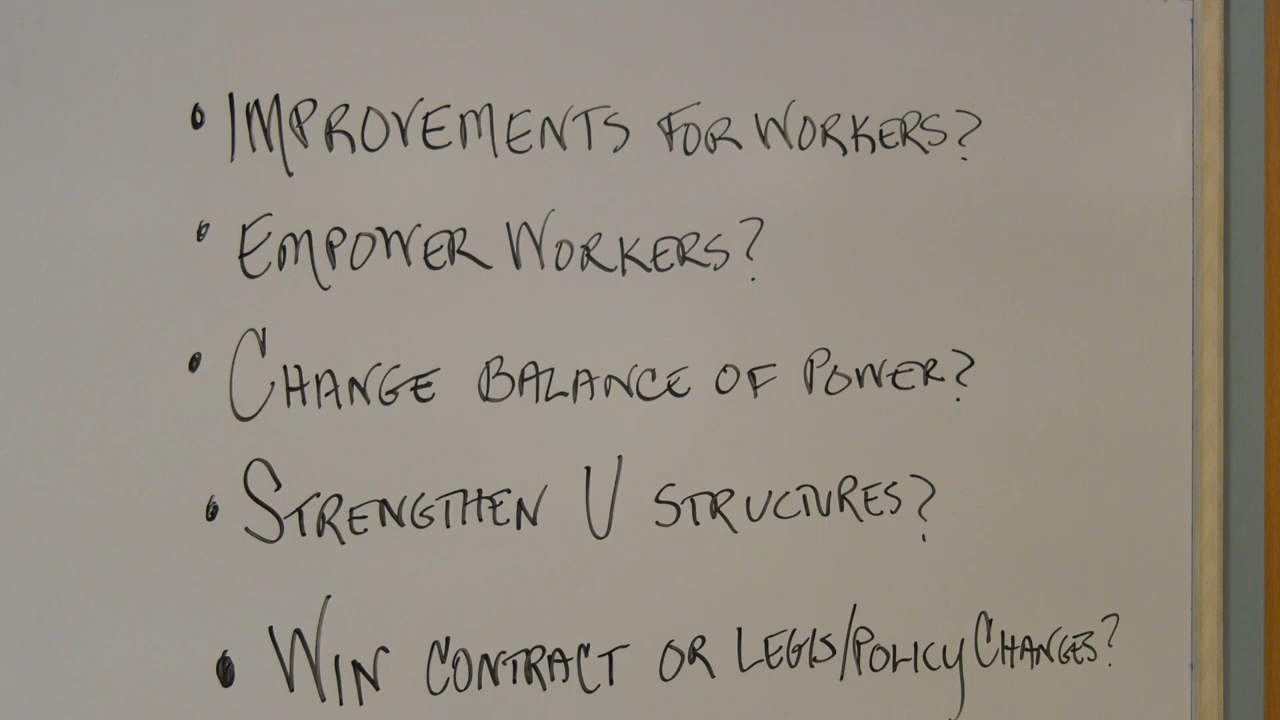 • IMPROVEMENTS FOR WORKERS?
• EMPOWER WORKERS?
• CHANGE BALANCE OF POWER?
• STRENGTHEN U STRUCTURES?
• WIN CONTRACT OR LEGIS/POLICY CHANGES?